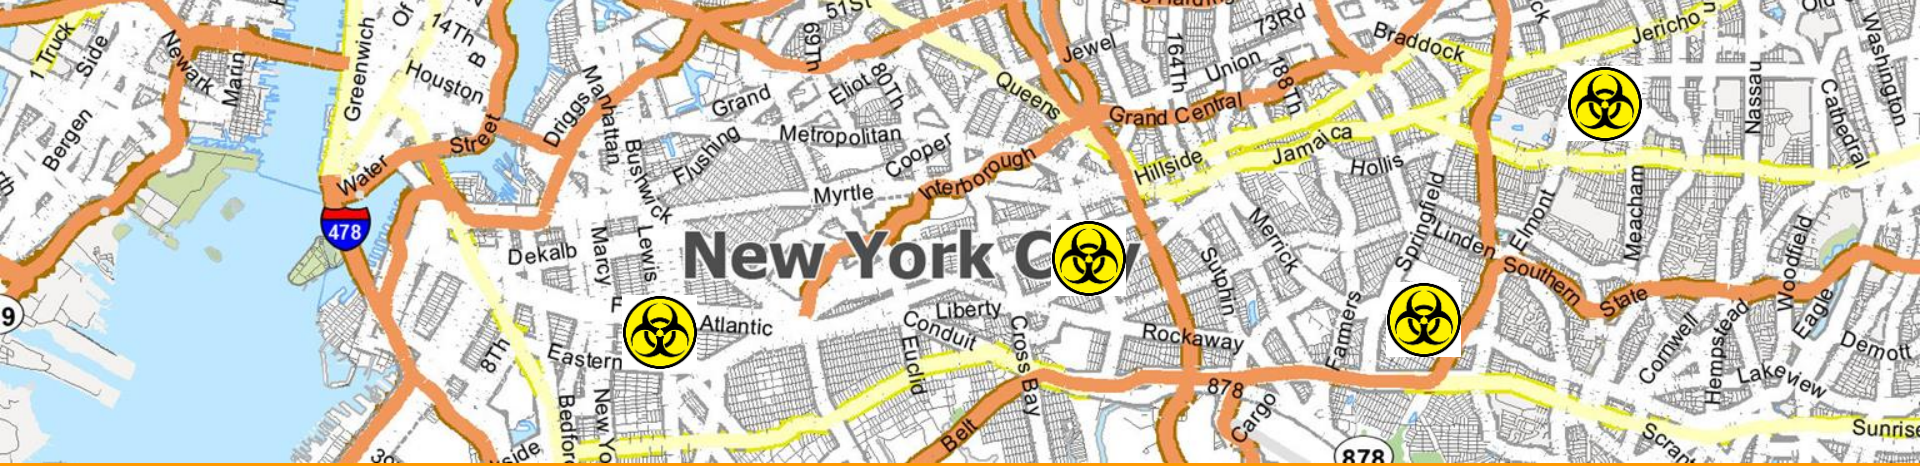 1 Truck
Side
Newark
Marin
Bergen
Greenwich
Of
14Th
B
Houston
Water
Street
478
9
Driggs
Manhattan
Bushwick
Flushing
Grand
69Th
51St
Eliot
80Th
Metropolitan
Cooper
Myrtle
Interborough
Queens
Jewel
164Th
73Rd
Union
188Th
Grand Central
Hillside
Jamaica
Hollis
Braddock
Jericho
Nassau
Cathedral
Washington
Dekalb
Marcy
Lewis
New York C y
Atlantic
Liberty
Conduit
Euclid
Cross Bay
Eastern
8Th
Bedford
New Yo
Belt
Rockaway
Sutphin
Merrick
Springfield
Linden
Elmont
Southern
State
Meacham
Woodfield
Eagle
Farmers
878
Cargo
878
Cornwell
Hempstead
Lakeview
Demott
Sunrise